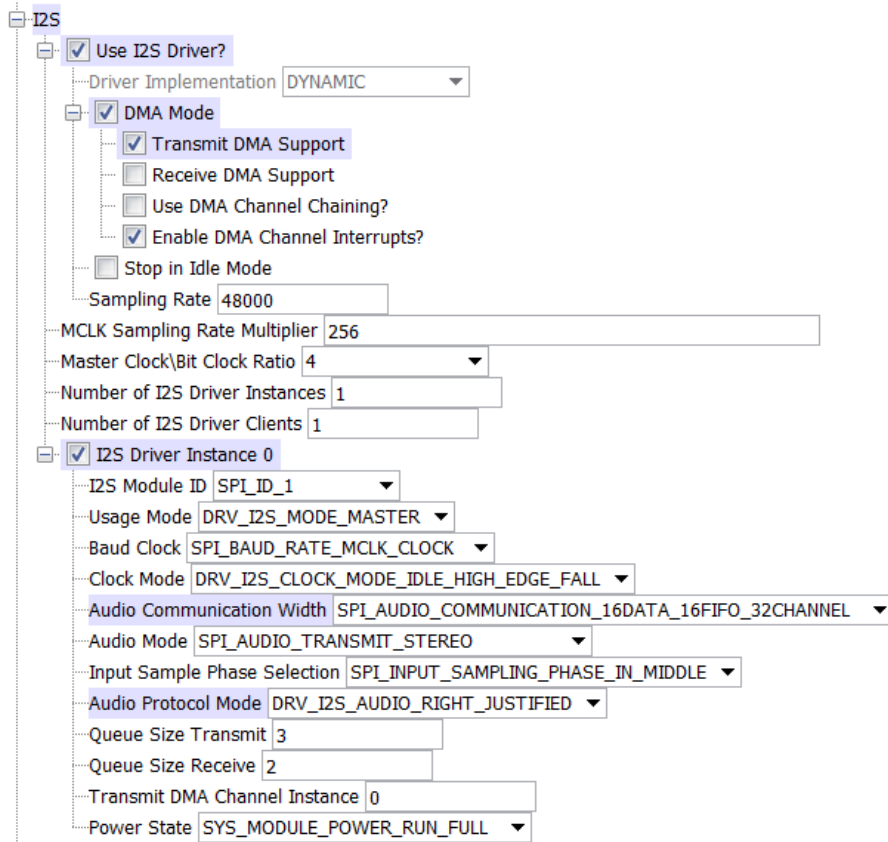 I2S
Use I2S Driver?
Driver Implementation DYNAMIC
DMA Mode
Transmit DMA Support
Receive DMA Support
Use DMA Channel Chaining?
Enable DMA Channel Interrupts?
Stop in Idle Mode
Sampling Rate 48000
MCLK Sampling Rate Multiplier 256
Master Clock\Bit Clock Ratio 4
Number of I2S Driver Instances 1
Number of I2S Driver Clients 1
I2S Driver Instance 0
I2S Module ID SPI_ID_1
Usage Mode DRV_I2S_MODE_MASTER
Baud Clock SPI_BAUD_RATE_MCLK_CLOCK
Clock Mode DRV_I2S_CLOCK_MODE_IDLE_HIGH_EDGE_FALL
Audio Communication Width SPI_AUDIO_COMMUNICATION_16DATA_16FIFO_32CHANNEL
Audio Mode SPI_AUDIO_TRANSMIT_STEREO
Input Sample Phase Selection SPI_INPUT_SAMPLING_PHASE_IN_MIDDLE
Audio Protocol Mode DRV_I2S_AUDIO_RIGHT_JUSTIFIED
Queue Size Transmit 3
Queue Size Receive 2
Transmit DMA Channel Instance 0
Power State SYS_MODULE_POWER_RUN_FULL